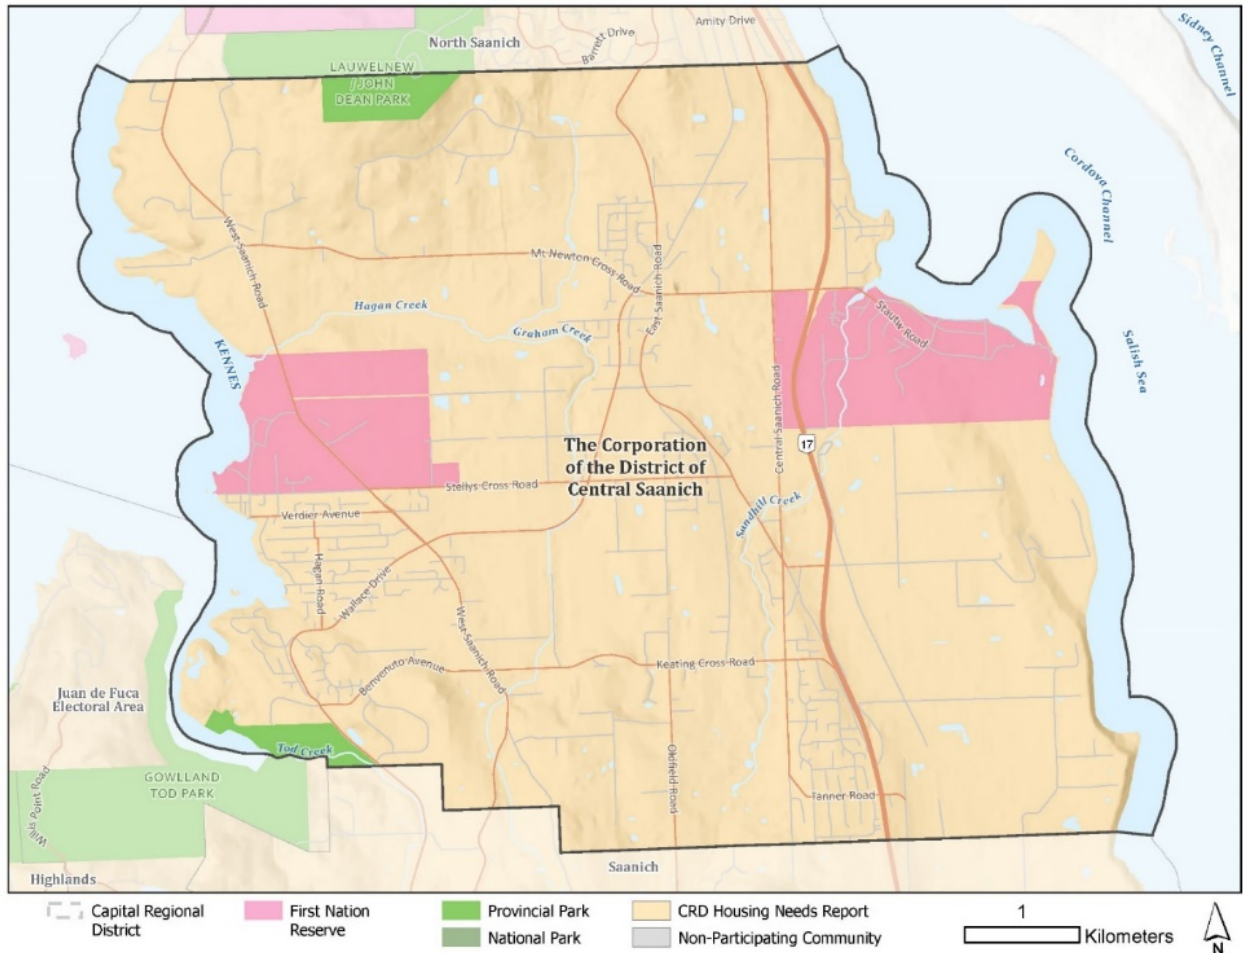 Amity Drive
Sidney Channel
North Saanich
Barrett Drive
LAUWELNEW
/JOHN
DEAN PARK
Cordova Channel
West Saanich Road
Mt Newton Cross Road
East Saanich Road
Hagan Creek
Graham Creek
Stautw Road
KENNES
Salish Sea
Central Saanich Road
17
The Corporation
of the District of
Central Saanich
Stellys Cross Road
Verdier Avenue
Sandhill Creek
Hagan Road
Wallace Drive
West Saanich Road
Benvenuto Avenue
Keating Cross Road
Juan de Fuca
Electoral Area
Tod Creek
GOWLLAND
TOD PARK
Oldfield Road
Willis Point Road
Tanner Road
Saanich
Highlands
Capital Regional
District
First Nation
Reserve
Provincial Park
National Park
CRD Housing Needs Report
Non-Participating Community
1
Kilometers
N